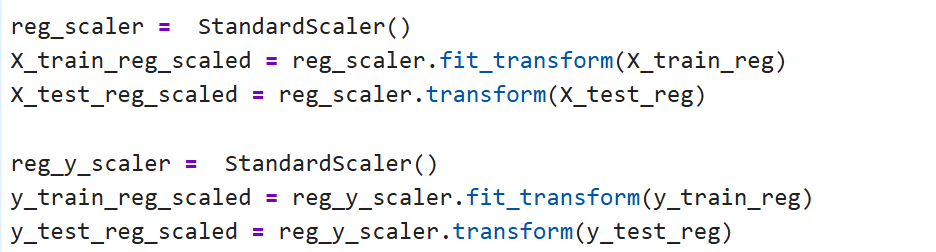 reg_scaler =  StandardScaler()
X_train_reg_scaled = reg_scaler.fit_transform(X_train_reg)
X_test_reg_scaled = reg_scaler.transform(X_test_reg)
reg_y_scaler =  StandardScaler()
y_train_reg_scaled = reg_y_scaler.fit_transform(y_train_reg)
y_test_reg_scaled = reg_y_scaler.transform(y_test_reg)